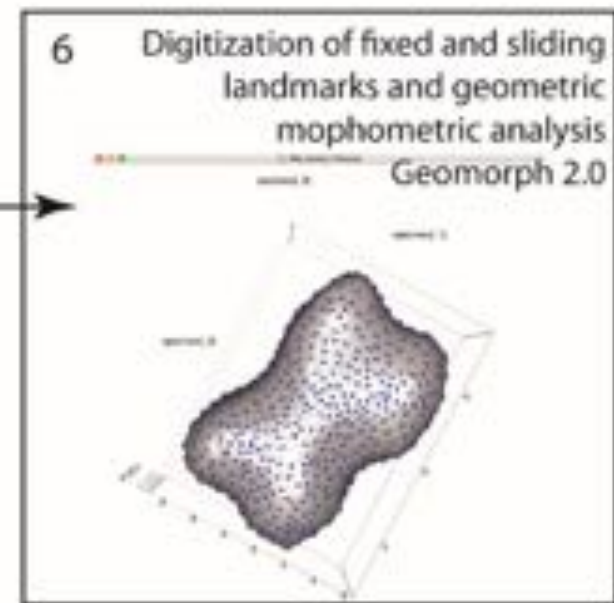 6
Digitization of fixed and sliding
landmarks and geometric
mophometric analysis
Geomorph 2.0